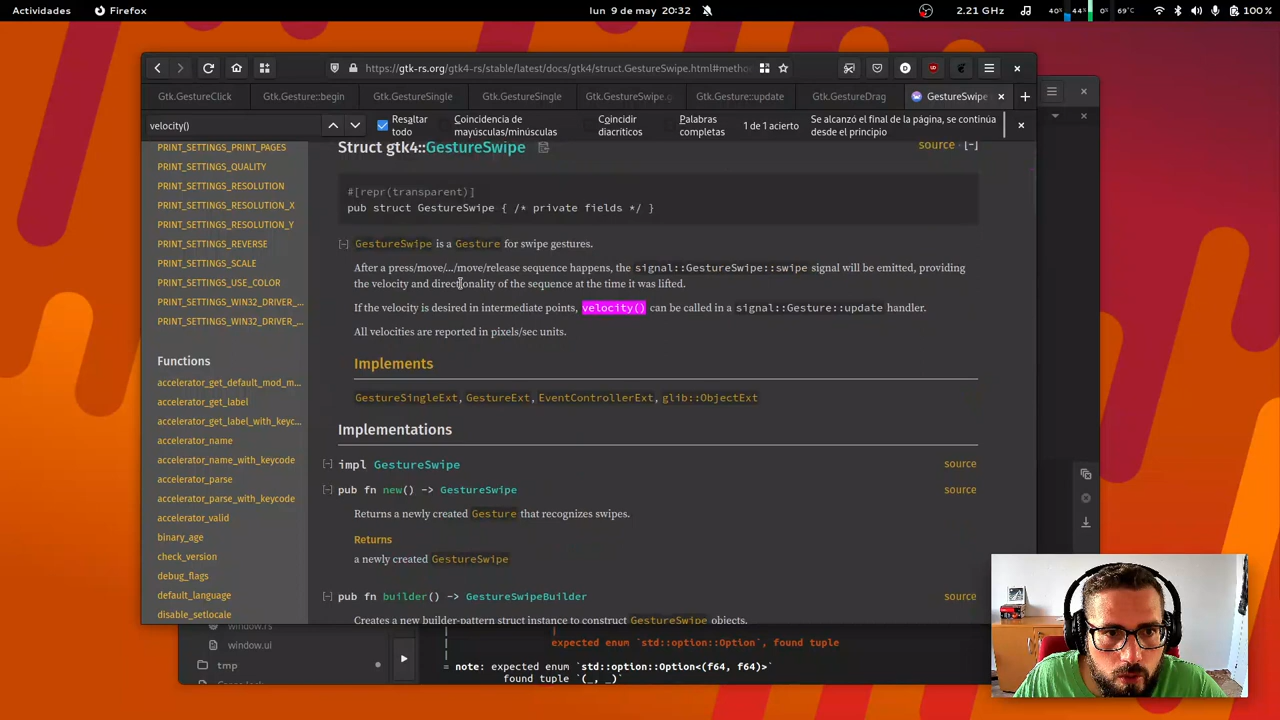 Actividades Firefox lun 9 de may 20:32 2.21 GHz 40% 44% 0% 69°C 100 %
https://gtk-rs.org/gtk4-rs/stable/latest/docs/gtk4/struct.GestureSwipe.html#metho
Gtk.GestureClick Gtk.Gesture::begin Gtk.GestureSingle Gtk.GestureSingle Gtk.GestureSwipe.g Gtk.Gesture::update Gtk.GestureDrag GestureSwipe
velocity() Resaltar todo Coincidencia de mayúsculas/minúsculas Coincidir diacríticos Palabras completas 1 de 1 acierto Se alcanzó el final de la página, se continúa desde el principio
PRINT_SETTINGS_PRINT_PAGES
PRINT_SETTINGS_QUALITY
PRINT_SETTINGS_RESOLUTION
PRINT_SETTINGS_RESOLUTION_X
PRINT_SETTINGS_RESOLUTION_Y
PRINT_SETTINGS_REVERSE
PRINT_SETTINGS_SCALE
PRINT_SETTINGS_USE_COLOR
PRINT_SETTINGS_WIN32_DRIVER_...
PRINT_SETTINGS_WIN32_DRIVER_...
Functions
accelerator_get_default_mod_m...
accelerator_get_label
accelerator_get_label_with_keyc...
accelerator_name
accelerator_name_with_keycode
accelerator_parse
accelerator_parse_with_keycode
accelerator_valid
binary_age
check_version
debug_flags
default_language
disable_setlocale
Struct gtk4::GestureSwipe source [-]
#[repr(transparent)]
pub struct GestureSwipe { /* private fields */ }
[-] GestureSwipe is a Gesture for swipe gestures.
After a press/move/.../move/release sequence happens, the signal::GestureSwipe::swipe signal will be emitted, providing
the velocity and directionality of the sequence at the time it was lifted.
If the velocity is desired in intermediate points, velocity() can be called in a signal::Gesture::update handler.
All velocities are reported in pixels/sec units.
Implements
GestureSingleExt, GestureExt, EventControllerExt, glib::ObjectExt
Implementations
[-] impl GestureSwipe source
[-] pub fn new() -> GestureSwipe source
Returns a newly created Gesture that recognizes swipes.
Returns
a newly created GestureSwipe
[-] pub fn builder() -> GestureSwipeBuilder source
Creates a new builder-pattern struct instance to construct GestureSwipe objects.
window.rs
window.ui
tmp
| expected enum `std::option::Option`, found tuple
|
= note: expected enum `std::option::Option<(f64, f64)>`
found tuple `(_, _)`